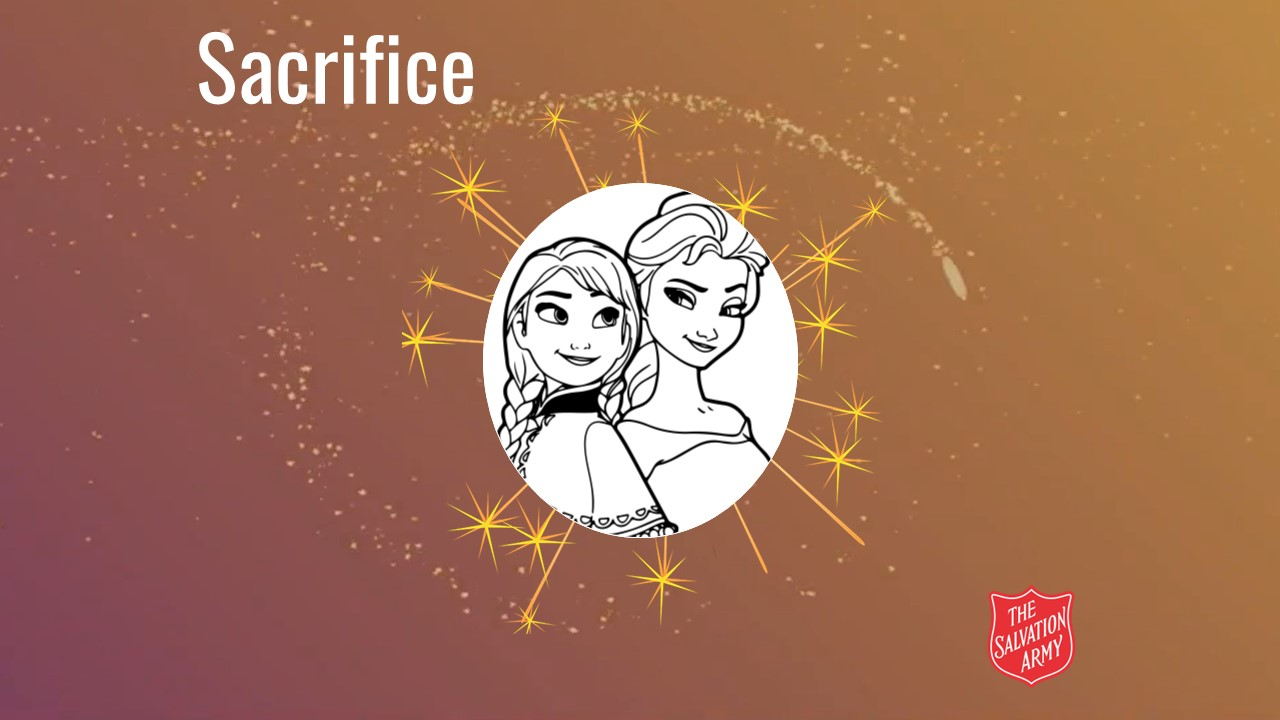 Sacrifice
THE
SALVATION
ARMY